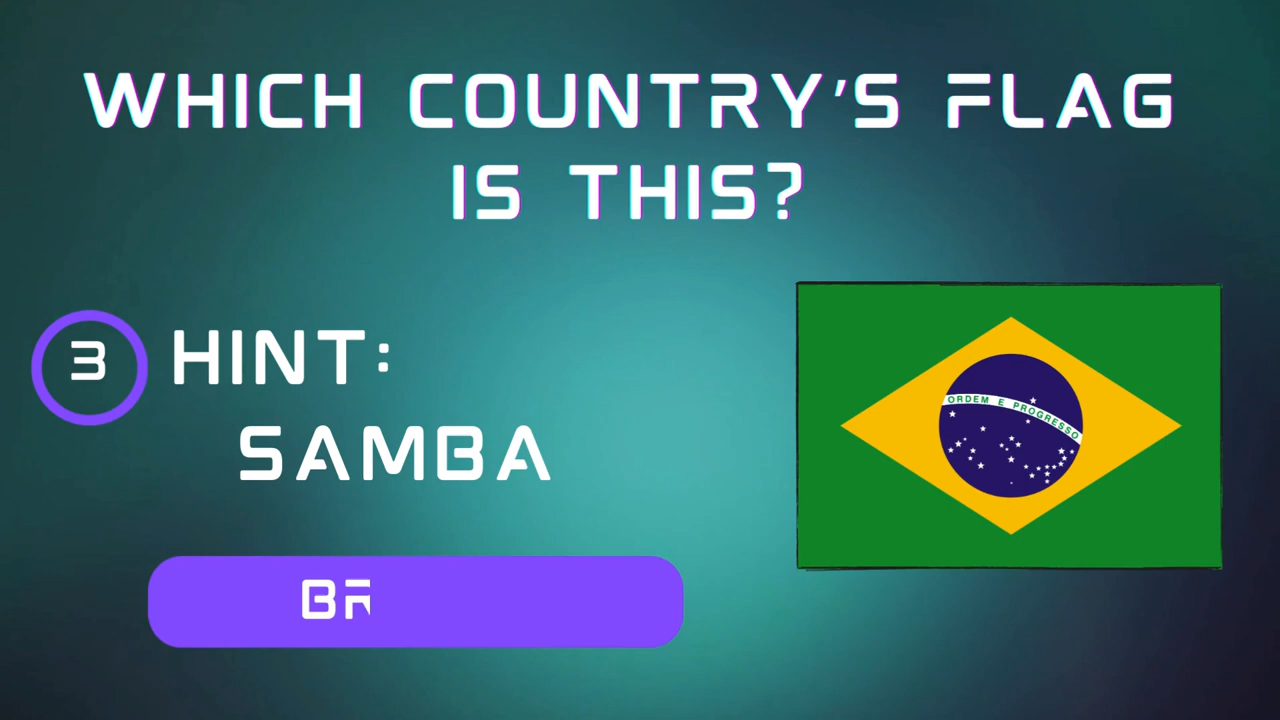 WHICH COUNTRY'S FLAG
IS THIS?
3
HINT:
SAMBA
ORDEM E PROGRESSO
BR